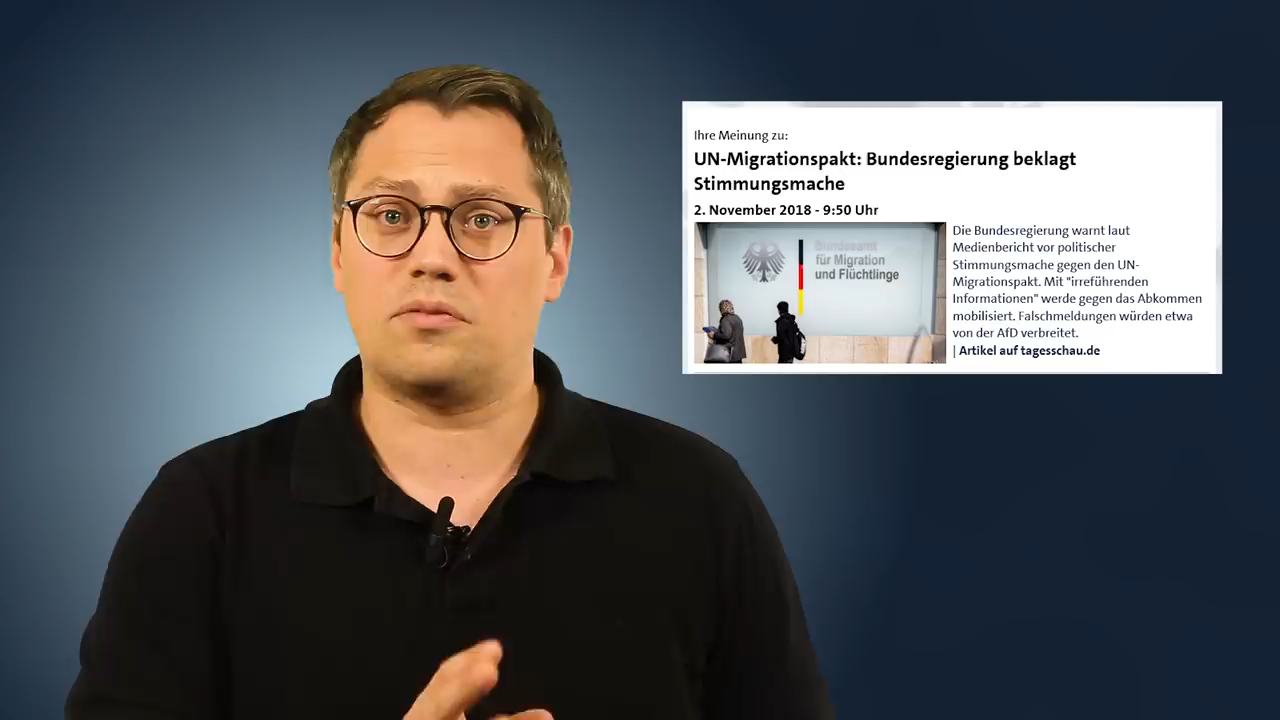 Ihre Meinung zu:
UN-Migrationspakt: Bundesregierung beklagt
Stimmungsmache
2. November 2018 - 9:50 Uhr
Bundesamt
für Migration
und Flüchtlinge
Die Bundesregierung warnt laut
Medienbericht vor politischer
Stimmungsmache gegen den UN-
Migrationspakt. Mit "irreführenden
Informationen" werde gegen das Abkommen
mobilisiert. Falschmeldungen würden etwa
von der AfD verbreitet.
| Artikel auf tagesschau.de